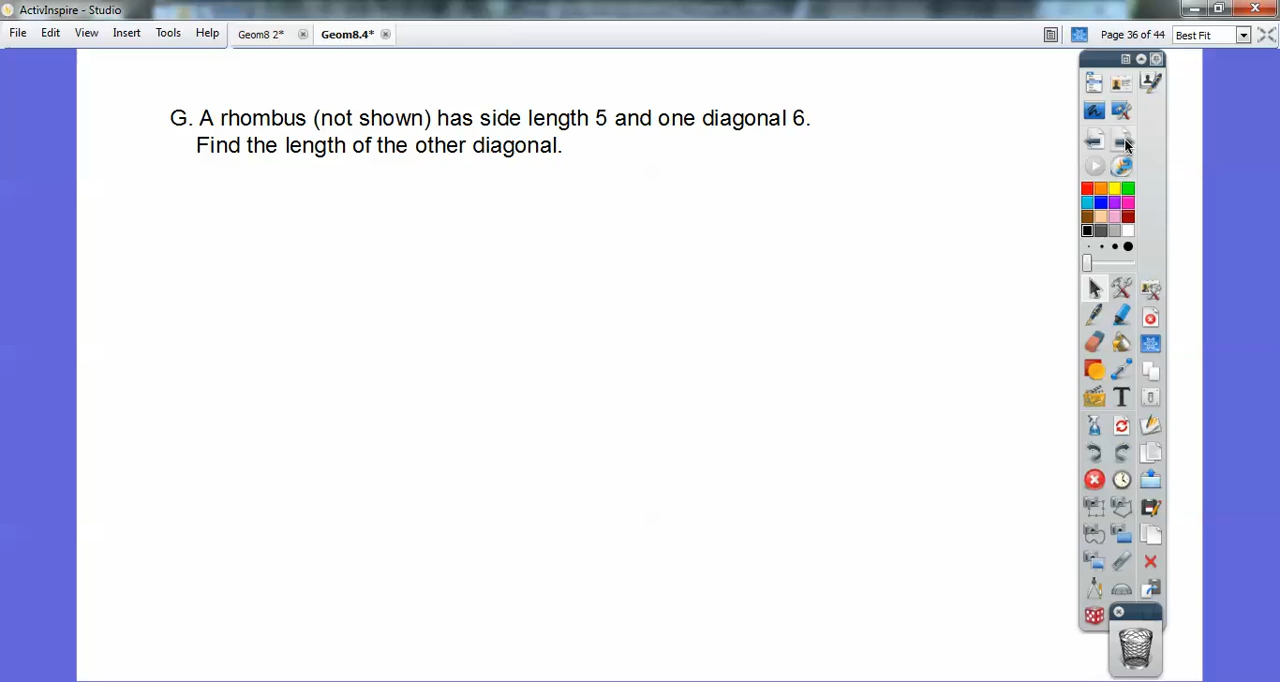 ActivInspire - Studio
File Edit View Insert Tools Help
Geom8 2* Geom8.4*
Page 36 of 44 Best Fit
G. A rhombus (not shown) has side length 5 and one diagonal 6.
Find the length of the other diagonal.